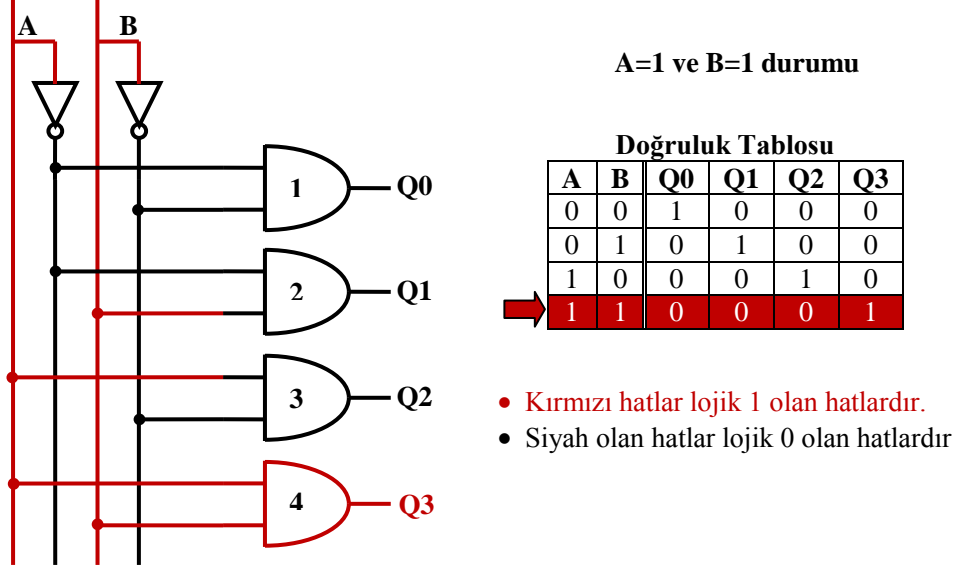 A B
A=1 ve B=1 durumu
1 Q0
2 Q1
3 Q2
4 Q3
Doğruluk Tablosu
A B Q0 Q1 Q2 Q3
0 0 1 0 0 0
0 1 0 1 0 0
1 0 0 0 1 0
1 1 0 0 0 1
• Kırmızı hatlar lojik 1 olan hatlardır.
• Siyah olan hatlar lojik 0 olan hatlardır